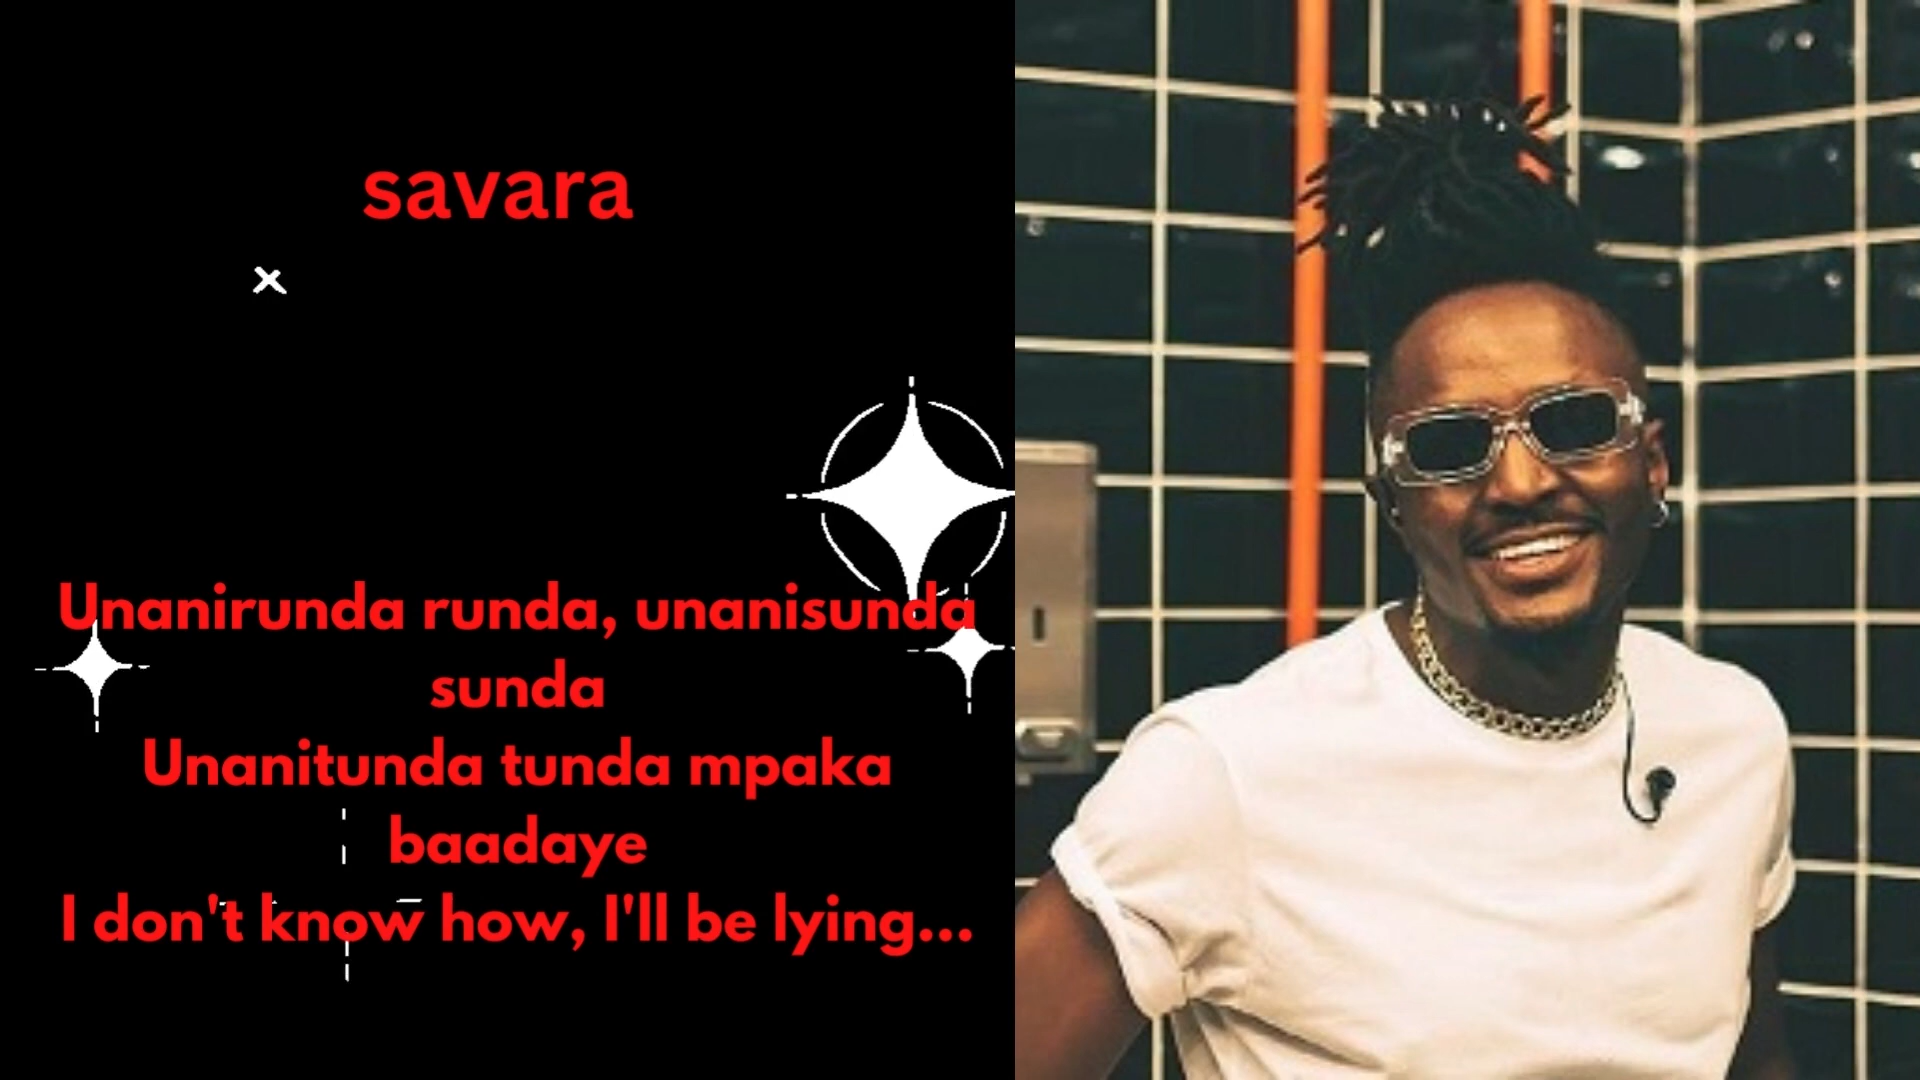 savara
Unanirunda runda, unanisunda
sunda
Unanitunda tunda mpaka
baadaye
I don't know how, I'll be lying...